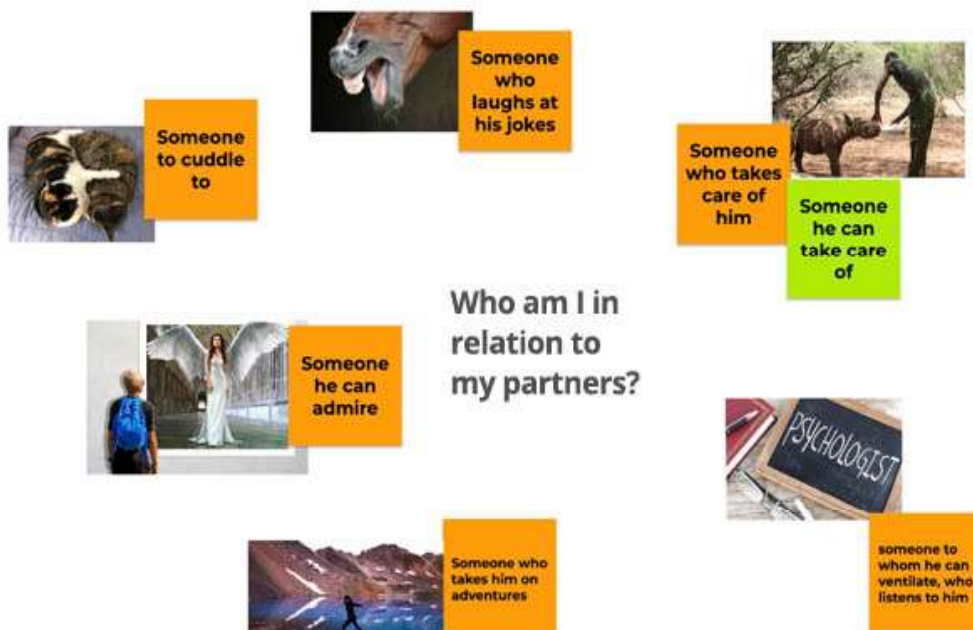 Someone
who
laughs at
his jokes
Someone
to cuddle
to
Someone
who takes
care of
him
Someone
he can
take care
of
Who am I in
relation to
my partners?
Someone
he can
admire
PSYCHOLOGIST
Someone who
takes him on
adventures
someone to
whom he can
ventilate, who
listens to him